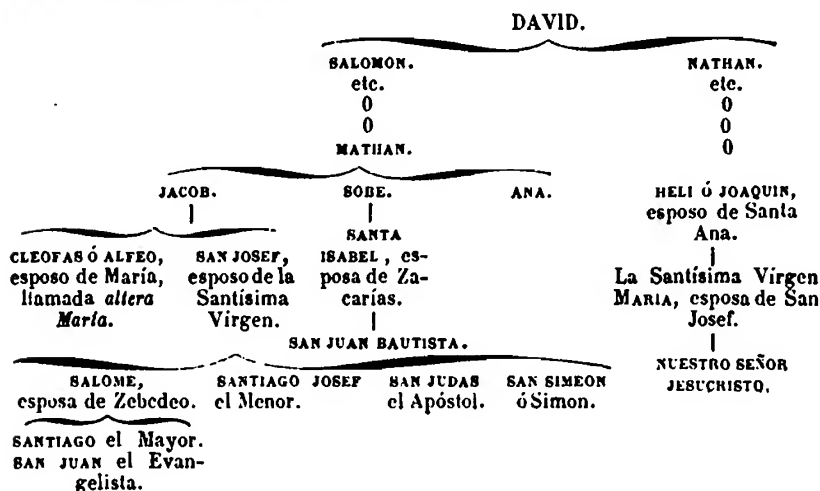 DAVID.
SALOMON.
etc.
0
0
MATHAN.
NATHAN.
etc.
0
0
0
JACOB.
SOBE.
ANA.
CLEOFAS Ó ALFEO,
esposo de María,
llamada altera
María.
SAN JOSEF,
esposo de la
Santísima
Vírgen.
SANTA
ISABEL, es-
posa de Za-
carías.
SAN JUAN BAUTISTA.
HELI Ó JOAQUIN,
esposo de Santa
Ana.
La Santísima Vírgen
MARIA, esposa de San
Josef.
NUESTRO SEÑOR
JESUCRISTO.
SALOME,
esposa de Zebedeo.
SANTIAGO
el Menor.
JOSEF
SAN JUDAS
el Apóstol.
SAN SIMEON
ó Simon.
SANTIAGO el Mayor.
SAN JUAN el Evan-
gelista.